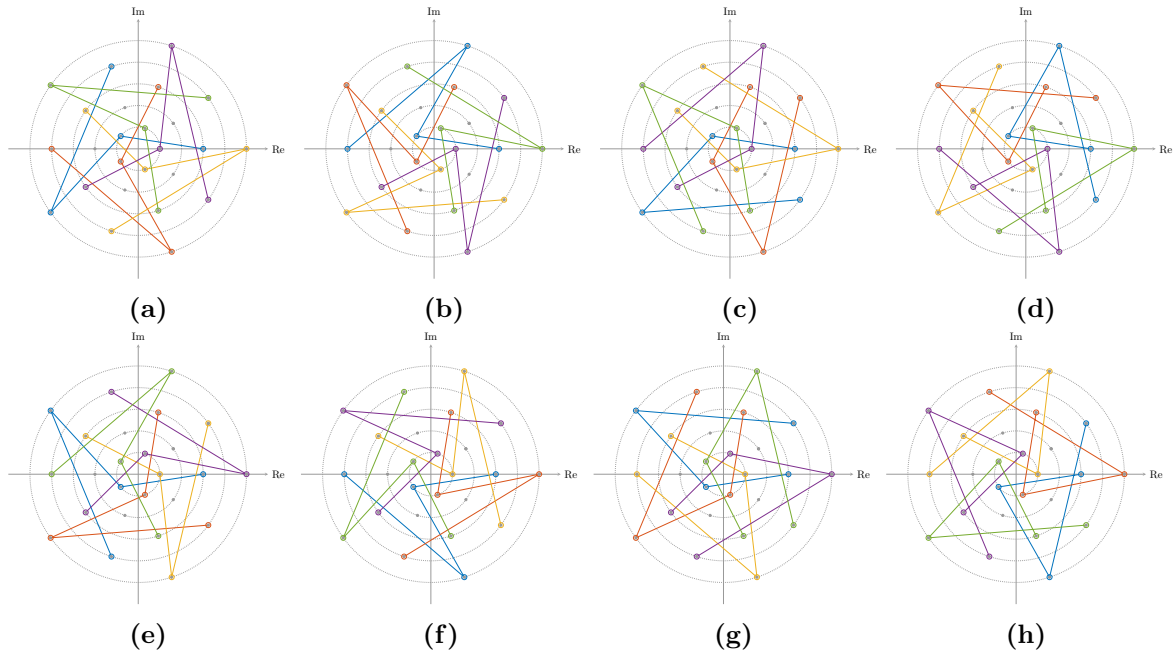 Im Im Im Im
Re Re Re Re
(a) (b) (c) (d)
Im Im Im Im
Re Re Re Re
(e) (f) (g) (h)